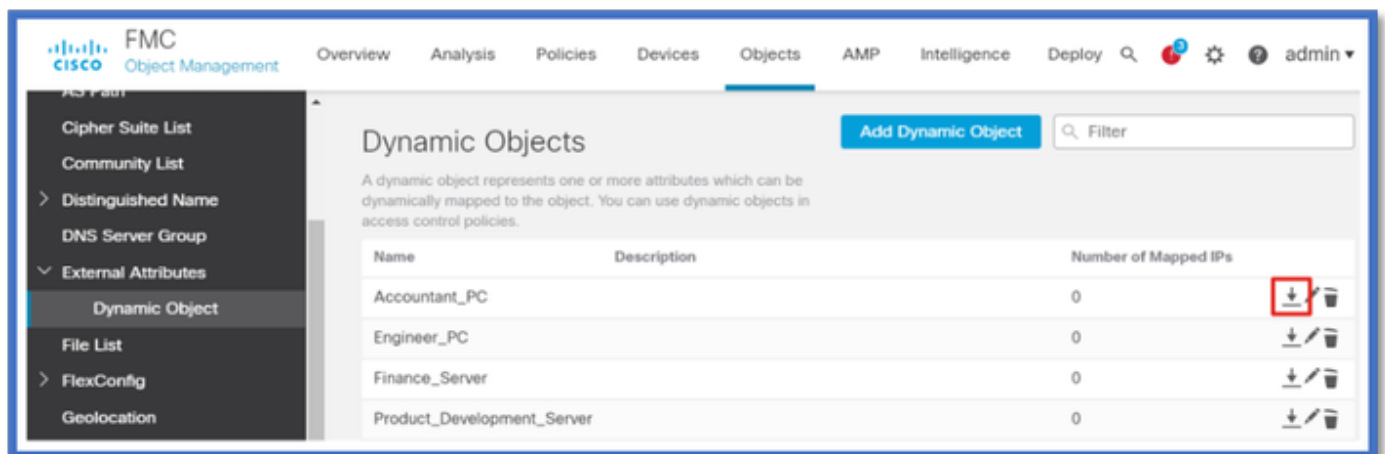 CISCO
FMC
Object Management
Overview Analysis Policies Devices Objects AMP Intelligence Deploy 3 admin
AS Path
Cipher Suite List
Community List
Distinguished Name
DNS Server Group
External Attributes
Dynamic Object
File List
FlexConfig
Geolocation
Dynamic Objects
Add Dynamic Object
Filter
A dynamic object represents one or more attributes which can be
dynamically mapped to the object. You can use dynamic objects in
access control policies.
Name Description Number of Mapped IPs
Accountant_PC 0
Engineer_PC 0
Finance_Server 0
Product_Development_Server 0